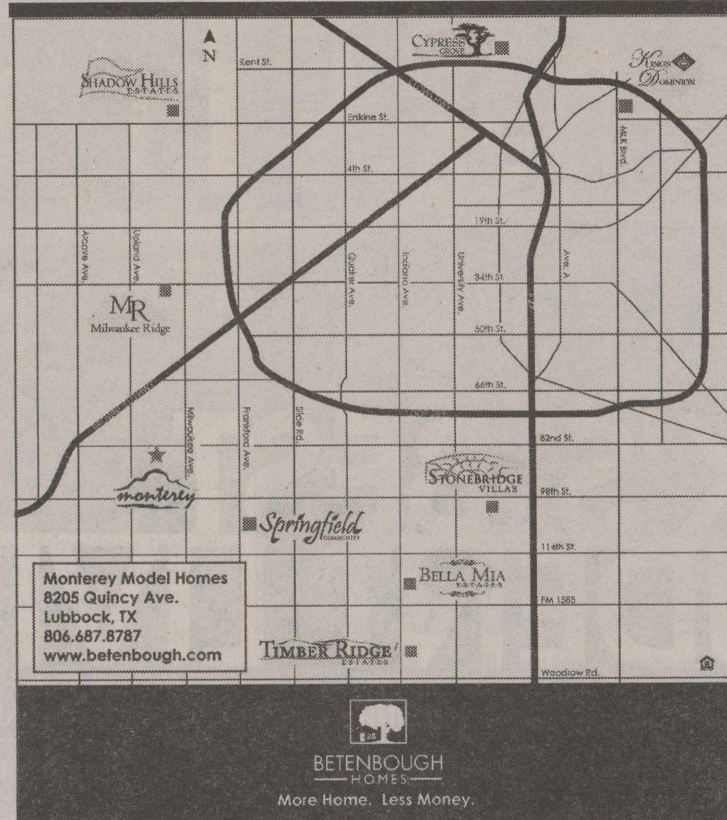 N
CYPRESS
GROVE
KINGS
DOMINION
SHADOW HILLS
ESTATES
Kent St.
Erskine St.
MLK Blvd.
4th St.
19th St.
Alcove Ave.
Upland Ave.
Quaker Ave.
Indiana Ave.
University Ave.
Ave. A
34th St.
MR
Milwaukee Ridge
50th St.
66th St.
Milwaukee Ave.
Frankford Ave.
Slide Rd.
82nd St.
monterey
STONEBRIDGE
VILLAS
98th St.
Springfield
COMMUNITY
114th St.
BELLA MIA
ESTATES
FM 1585
Monterey Model Homes
8205 Quincy Ave.
Lubbock, TX
806.687.8787
www.betenbough.com
TIMBER RIDGE
ESTATES
Woodrow Rd.
BETENBOUGH
HOMES
More Home. Less Money.